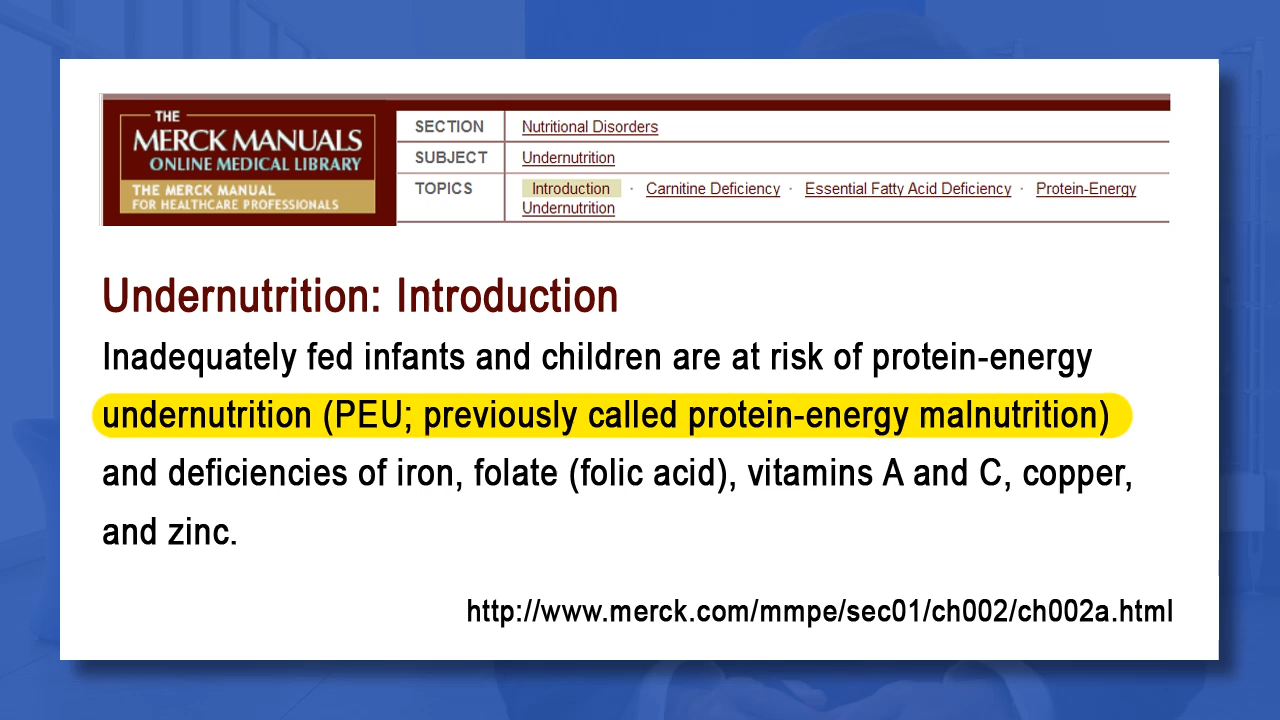 THE
MERCK MANUALS
ONLINE MEDICAL LIBRARY
THE MERCK MANUAL
FOR HEALTHCARE PROFESSIONALS
SECTION Nutritional Disorders
SUBJECT Undernutrition
TOPICS Introduction · Carnitine Deficiency · Essential Fatty Acid Deficiency · Protein-Energy
Undernutrition
Undernutrition: Introduction
Inadequately fed infants and children are at risk of protein-energy
undernutrition (PEU; previously called protein-energy malnutrition)
and deficiencies of iron, folate (folic acid), vitamins A and C, copper,
and zinc.
http://www.merck.com/mmpe/sec01/ch002/ch002a.html